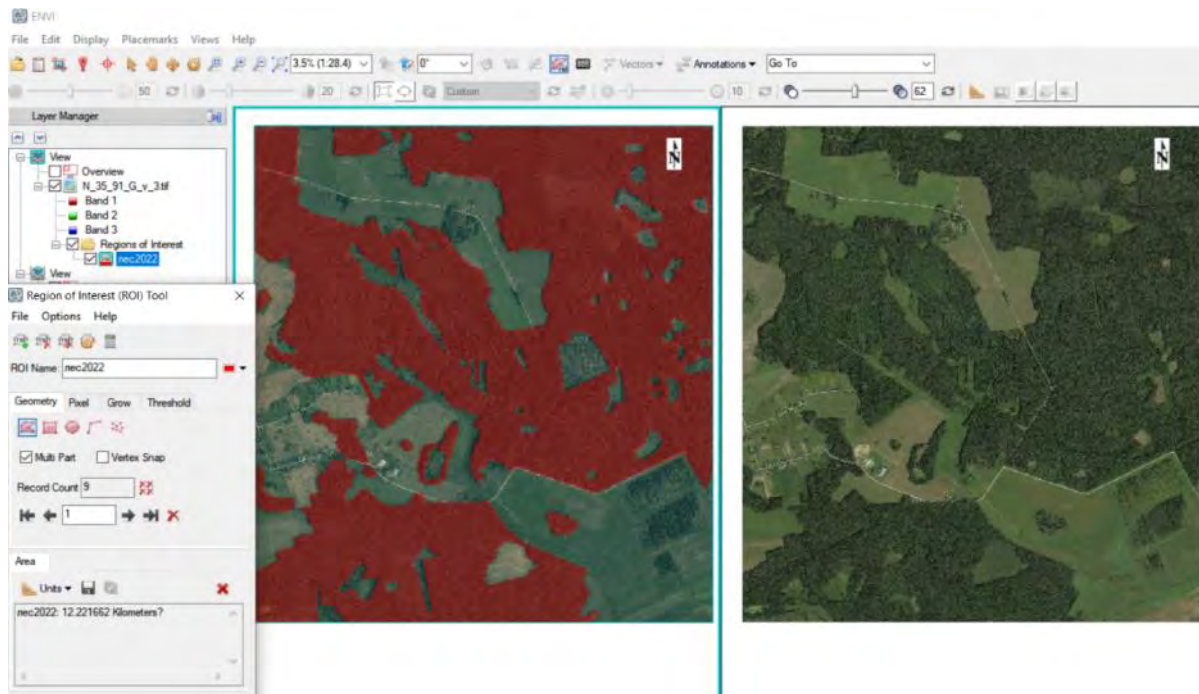 ENVI
File Edit Display Placemarks Views Help
3.5% (1:28.4) 0° Vectors Annotations Go To
50 20 Custom 10 62
Layer Manager
View
Overview
N_35_91_G_v_3.tif
Band 1
Band 2
Band 3
Regions of Interest
nec2022
View
Region of Interest (ROI) Tool
File Options Help
ROI Name: nec2022
Geometry Pixel Grow Threshold
Multi Part Vertex Snap
Record Count 9
1
Area
Units
nec2022: 12.221662 Kilometers?
N
N